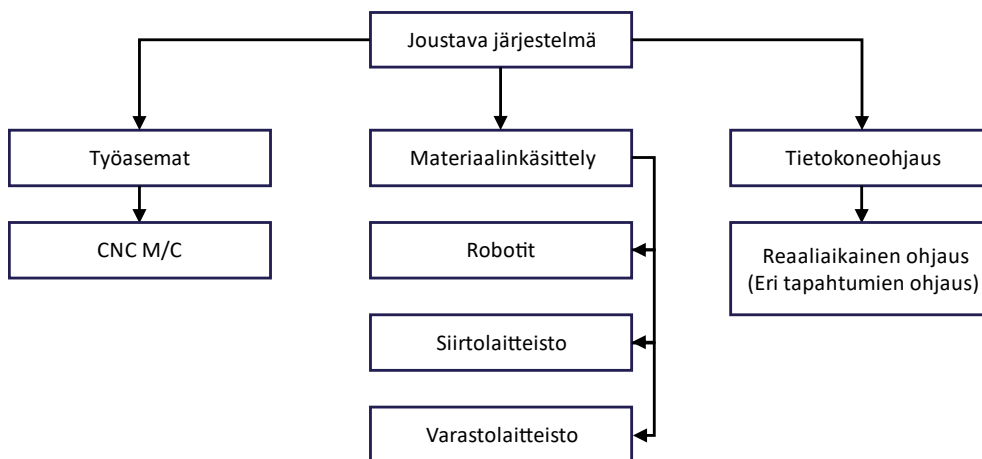 Joustava järjestelmä
Työasemat
Materiaalinkäsittely
Tietokoneohjaus
CNC M/C
Robotit
Reaaliaikainen ohjaus
(Eri tapahtumien ohjaus)
Siirtolaitteisto
Varastolaitteisto